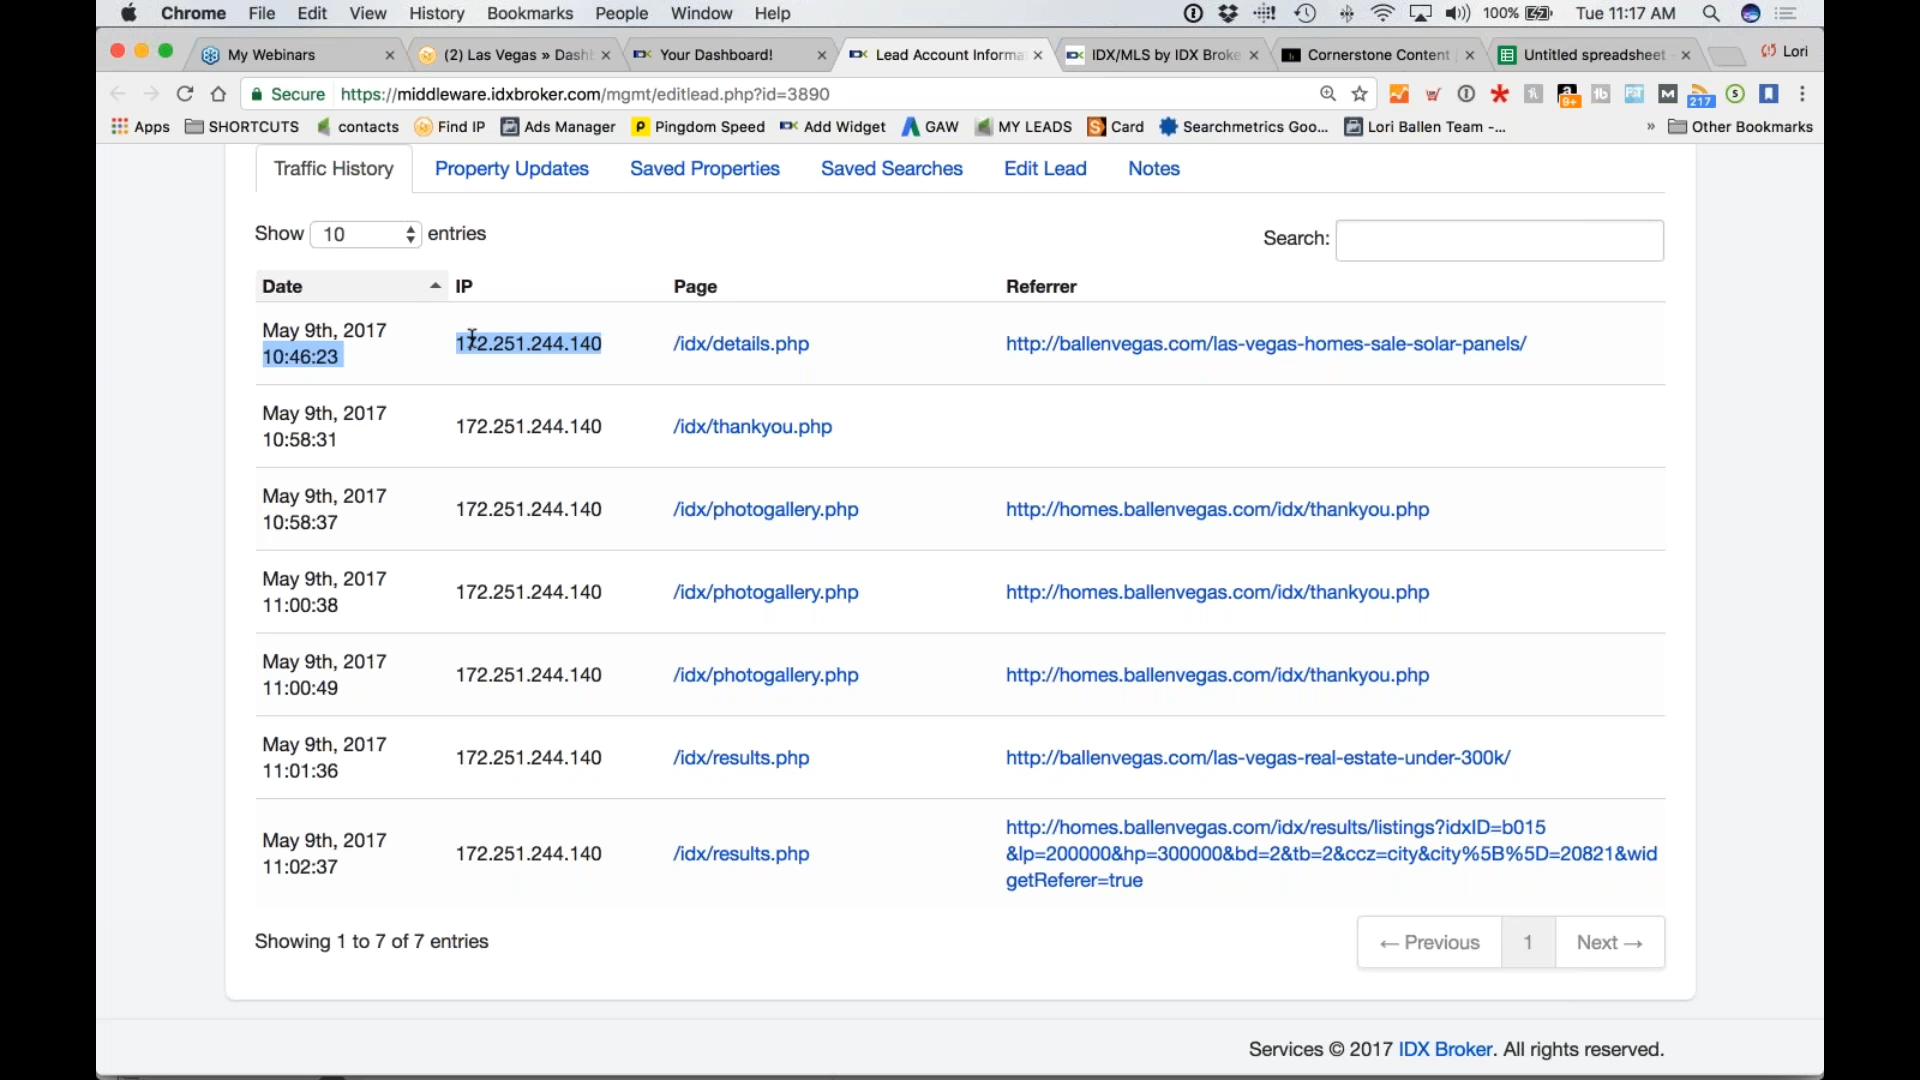 Chrome File Edit View History Bookmarks People Window Help 100% Tue 11:17 AM
My Webinars (2) Las Vegas » Dash Your Dashboard! Lead Account Informa IDX/MLS by IDX Broke Cornerstone Content Untitled spreadsheet Lori
Secure https://middleware.idxbroker.com/mgmt/editlead.php?id=3890 217
Apps SHORTCUTS contacts Find IP Ads Manager Pingdom Speed Add Widget GAW MY LEADS Card Searchmetrics Goo... Lori Ballen Team -... » Other Bookmarks
Traffic History Property Updates Saved Properties Saved Searches Edit Lead Notes
Show 10 entries Search:
Date IP Page Referrer
May 9th, 2017
10:46:23 172.251.244.140 /idx/details.php http://ballenvegas.com/las-vegas-homes-sale-solar-panels/
May 9th, 2017
10:58:31 172.251.244.140 /idx/thankyou.php
May 9th, 2017
10:58:37 172.251.244.140 /idx/photogallery.php http://homes.ballenvegas.com/idx/thankyou.php
May 9th, 2017
11:00:38 172.251.244.140 /idx/photogallery.php http://homes.ballenvegas.com/idx/thankyou.php
May 9th, 2017
11:00:49 172.251.244.140 /idx/photogallery.php http://homes.ballenvegas.com/idx/thankyou.php
May 9th, 2017
11:01:36 172.251.244.140 /idx/results.php http://ballenvegas.com/las-vegas-real-estate-under-300k/
May 9th, 2017
11:02:37 172.251.244.140 /idx/results.php http://homes.ballenvegas.com/idx/results/listings?idxID=b015
&lp=200000&hp=300000&bd=2&tb=2&ccz=city&city%5B%5D=20821&wid
getReferer=true
Showing 1 to 7 of 7 entries ← Previous 1 Next →
Services © 2017 IDX Broker. All rights reserved.